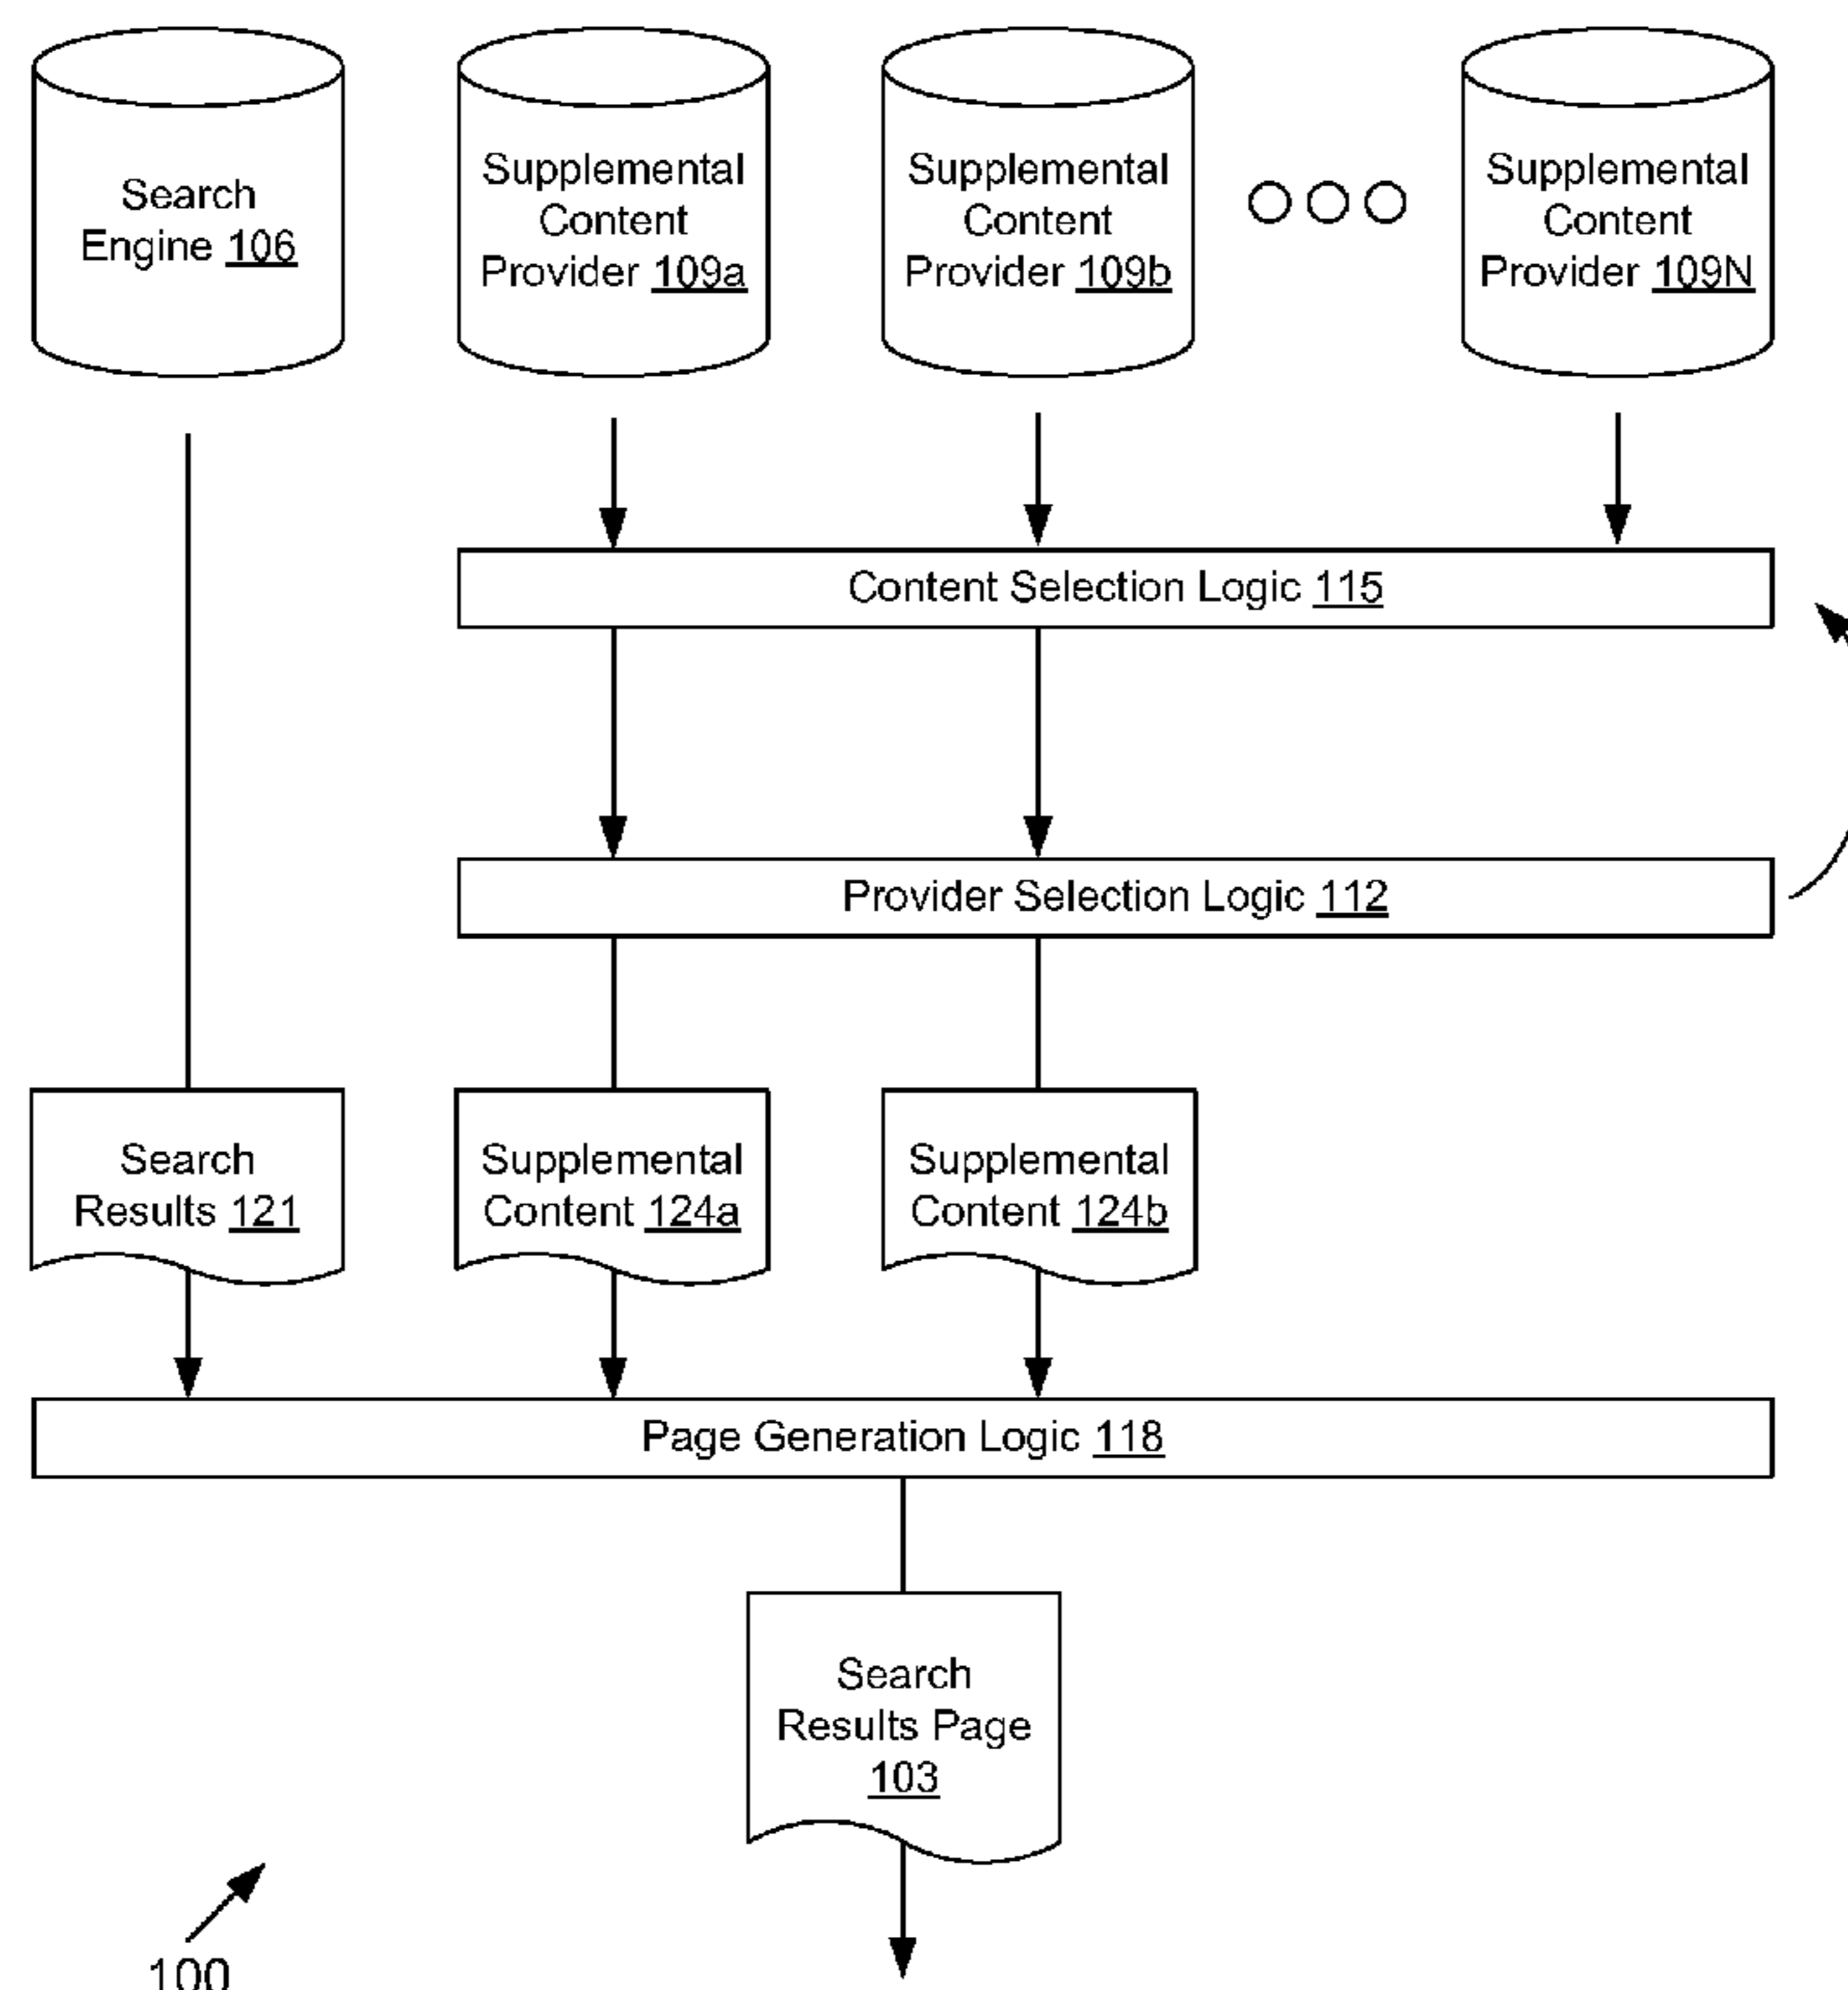 Search
Engine 106
Supplemental
Content
Provider 109a
Supplemental
Content
Provider 109b
Supplemental
Content
Provider 109N
Content Selection Logic 115
Provider Selection Logic 112
Search
Results 121
Supplemental
Content 124a
Supplemental
Content 124b
Page Generation Logic 118
Search
Results Page
103
100